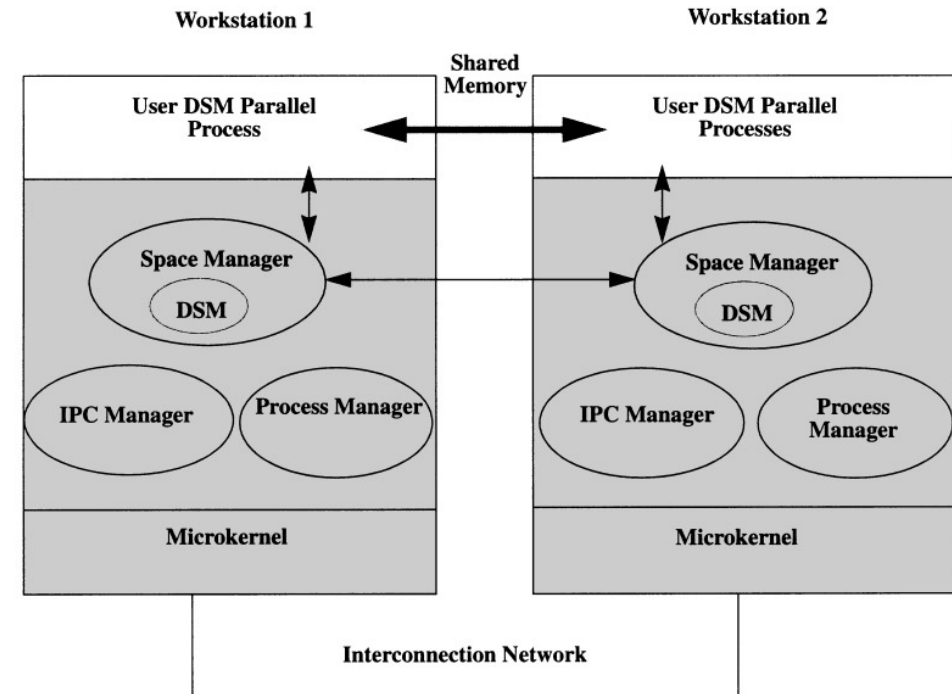 Workstation 1
Workstation 2
Shared
Memory
User DSM Parallel
Process
User DSM Parallel
Processes
Space Manager
DSM
Space Manager
DSM
IPC Manager
Process Manager
IPC Manager
Process
Manager
Microkernel
Microkernel
Interconnection Network